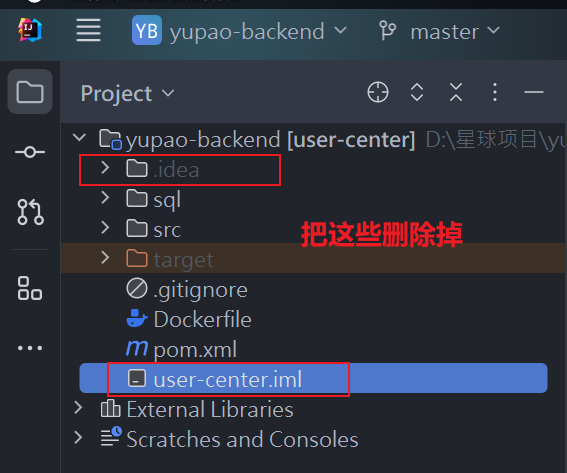 YB yupao-backend master
Project
yupao-backend [user-center] D:\星球项目\yu
.idea
sql
src
把这些删除掉
target
.gitignore
Dockerfile
m pom.xml
user-center.iml
External Libraries
Scratches and Consoles